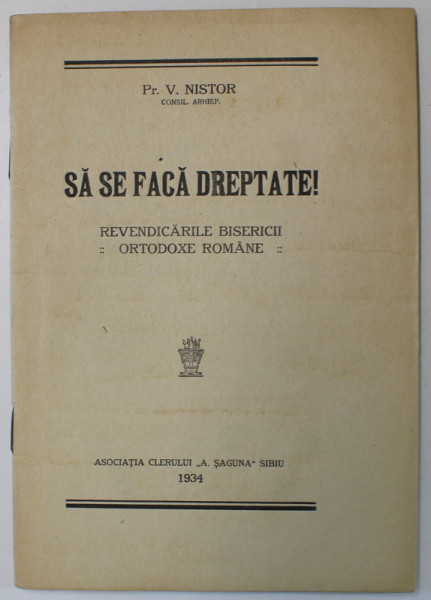 Pr. V. NISTOR
CONSIL. ARHIEP.
SĂ SE FACĂ DREPTATE!
REVENDICĂRILE BISERICII
:: ORTODOXE ROMÂNE ::
ASOCIAȚIA CLERULUI „A. ȘAGUNA" SIBIU
1934